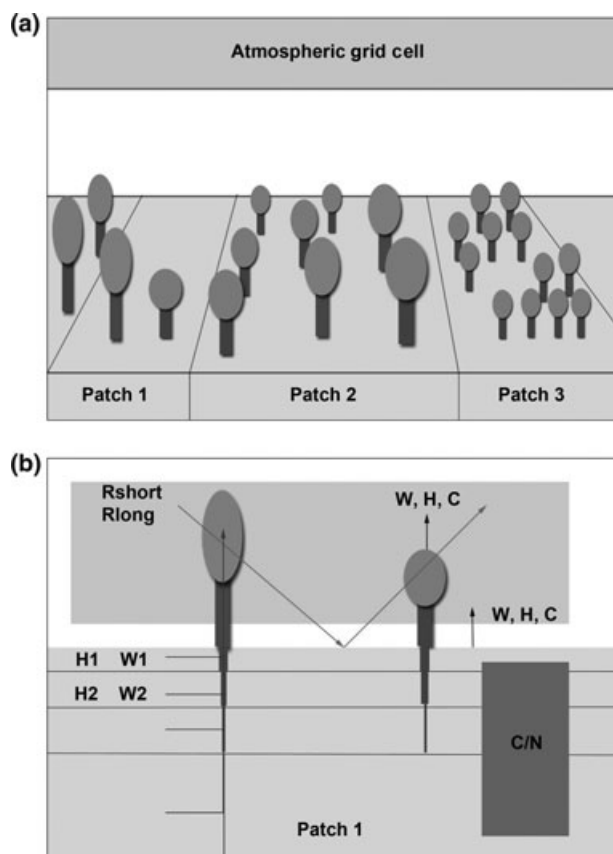 (a)
Atmospheric grid cell
Patch 1 Patch 2 Patch 3
(b)
Rshort
Rlong
W, H, C
W, H, C
H1 W1
H2 W2
C/N
Patch 1